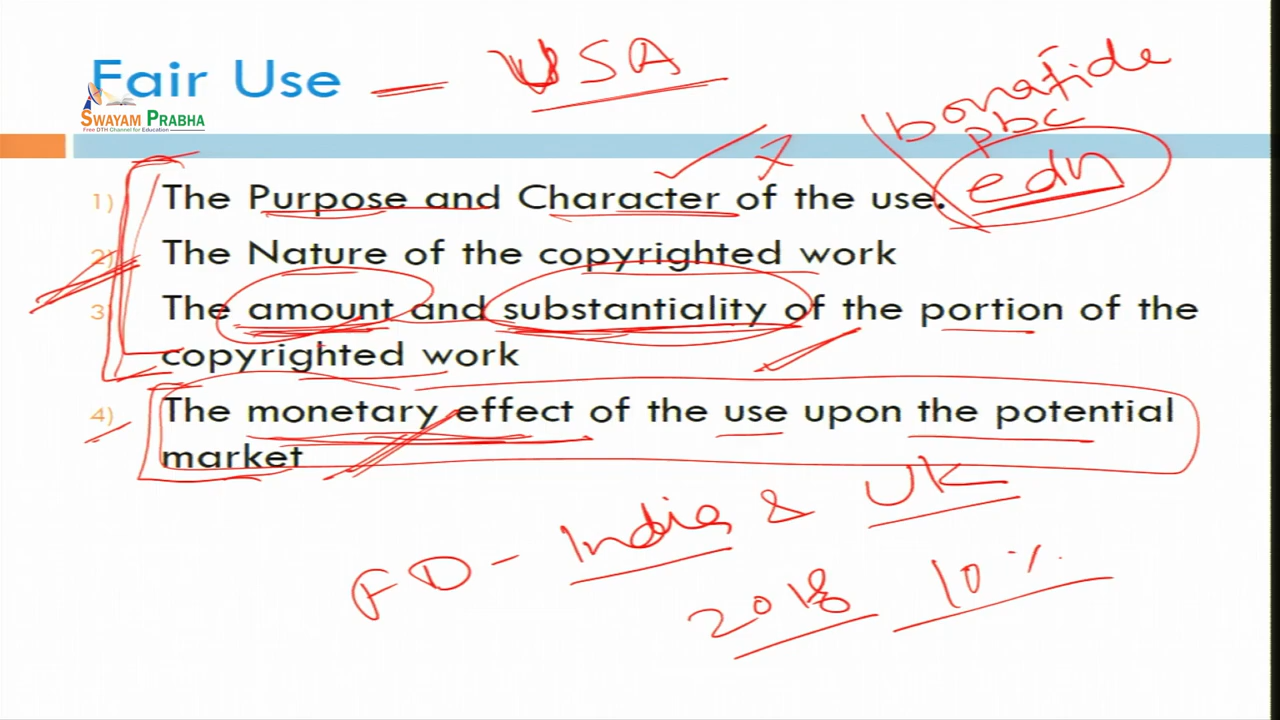 Fair Use — USA
SWAYAM PRABHA
Free DTH Channel for Education
bonafide
pbc
edn
1) The Purpose and Character of the use.
2) The Nature of the copyrighted work
3) The amount and substantiality of the portion of the
copyrighted work
4) The monetary effect of the use upon the potential
market
FD - India & UK
2018 10%